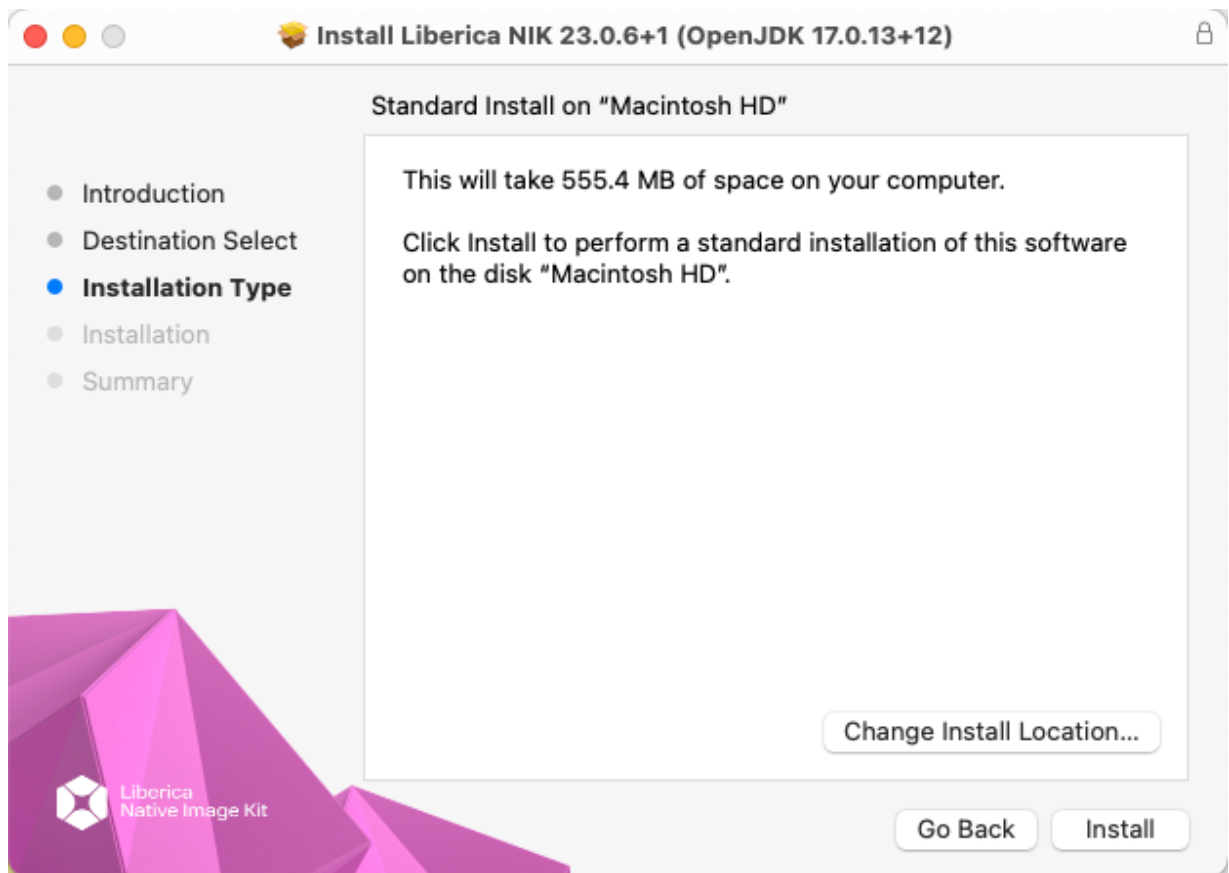 Install Liberica NIK 23.0.6+1 (OpenJDK 17.0.13+12)
Standard Install on “Macintosh HD”
Introduction
Destination Select
Installation Type
Installation
Summary
This will take 555.4 MB of space on your computer.
Click Install to perform a standard installation of this software
on the disk “Macintosh HD”.
Change Install Location...
Liberica
Native Image Kit
Go Back
Install